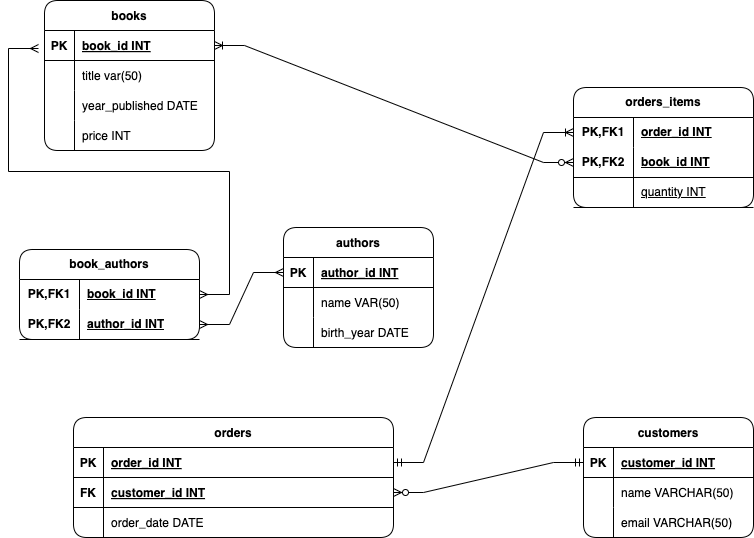 books
PK book_id INT
title var(50)
year_published DATE
price INT
orders_items
PK,FK1 order_id INT
PK,FK2 book_id INT
quantity INT
book_authors
PK,FK1 book_id INT
PK,FK2 author_id INT
authors
PK author_id INT
name VAR(50)
birth_year DATE
orders
PK order_id INT
FK customer_id INT
order_date DATE
customers
PK customer_id INT
name VARCHAR(50)
email VARCHAR(50)